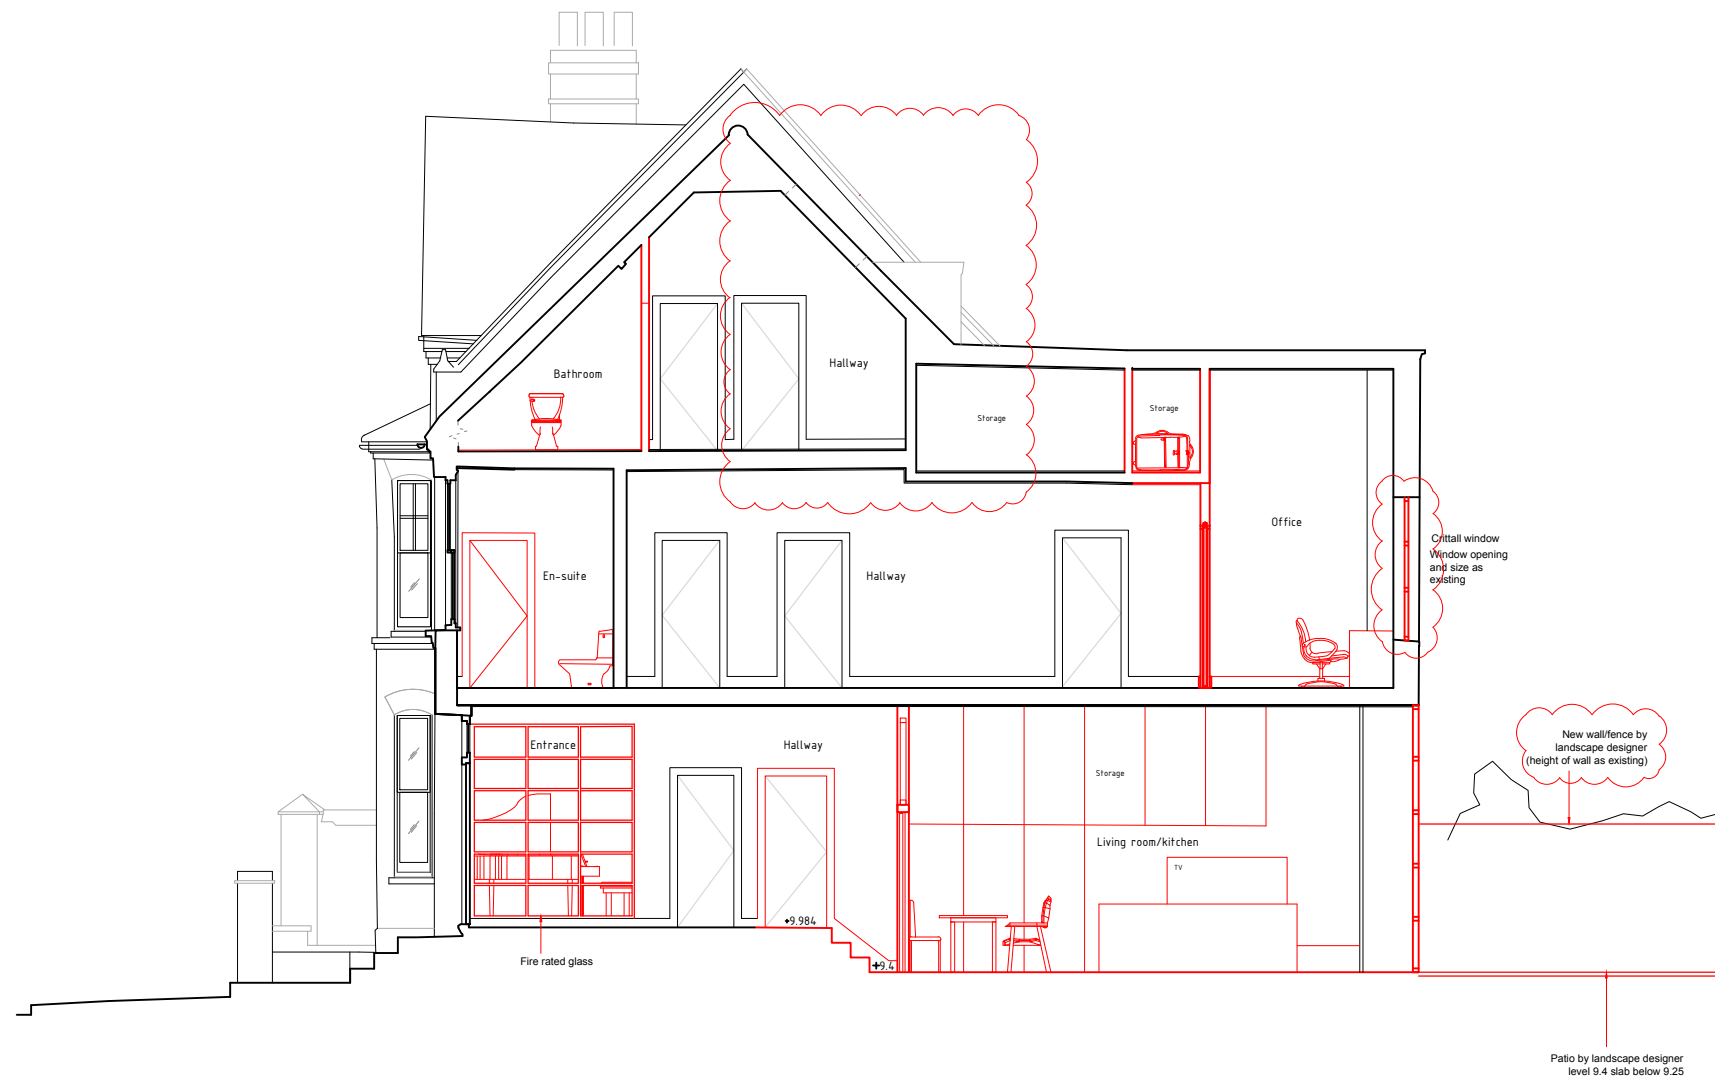 Bathroom
Hallway
Storage
Storage
Office
En-suite
Hallway
Crittall window
Window opening
and size as
existing
Entrance
Hallway
Storage
Living room/kitchen
TV
9.984
9.4
Fire rated glass
New wall/fence by
landscape designer
(height of wall as existing)
Patio by landscape designer
level 9.4 slab below 9.25